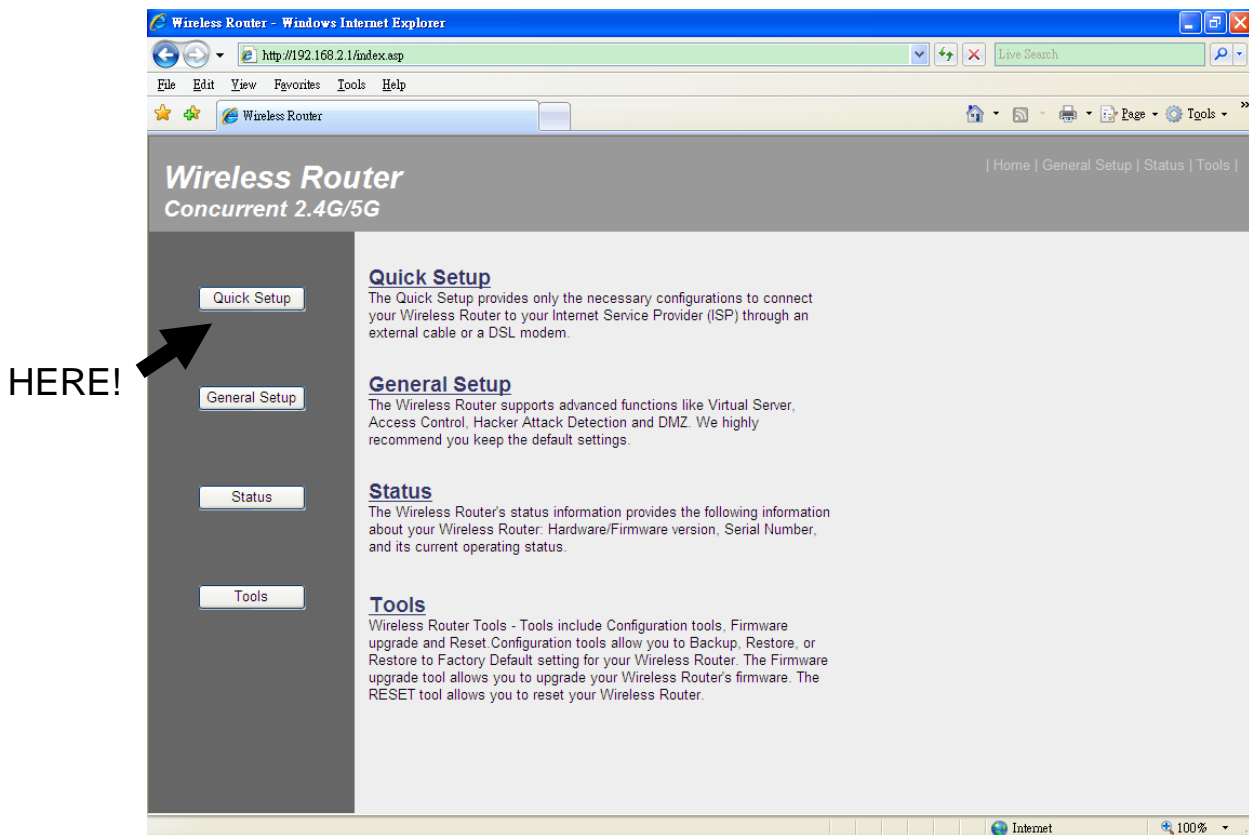 Wireless Router - Windows Internet Explorer
http://192.168.2.1/index.asp
Live Search
File Edit View Favorites Tools Help
Wireless Router
Page
Tools
»
Wireless Router
Concurrent 2.4G/5G
| Home | General Setup | Status | Tools |
HERE!
Quick Setup
General Setup
Status
Tools
Quick Setup
The Quick Setup provides only the necessary configurations to connect
your Wireless Router to your Internet Service Provider (ISP) through an
external cable or a DSL modem.
General Setup
The Wireless Router supports advanced functions like Virtual Server,
Access Control, Hacker Attack Detection and DMZ. We highly
recommend you keep the default settings.
Status
The Wireless Router's status information provides the following information
about your Wireless Router: Hardware/Firmware version, Serial Number,
and its current operating status.
Tools
Wireless Router Tools - Tools include Configuration tools, Firmware
upgrade and Reset.Configuration tools allow you to Backup, Restore, or
Restore to Factory Default setting for your Wireless Router. The Firmware
upgrade tool allows you to upgrade your Wireless Router's firmware. The
RESET tool allows you to reset your Wireless Router.
Internet
100%